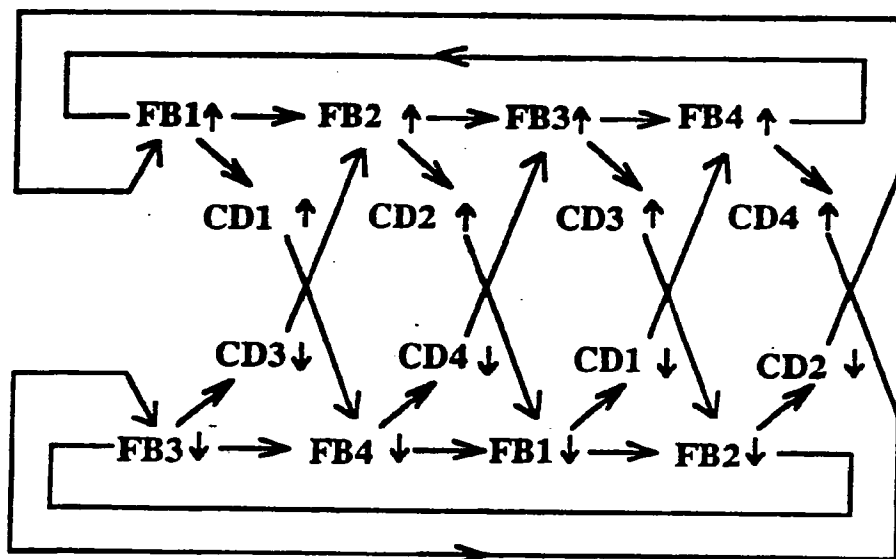 FB1↑ FB2 ↑ FB3↑ FB4 ↑
CD1 ↑ CD2 ↑ CD3 ↑ CD4 ↑
CD3↓ CD4 ↓ CD1 ↓ CD2 ↓
FB3↓ FB4 ↓ FB1↓ FB2↓